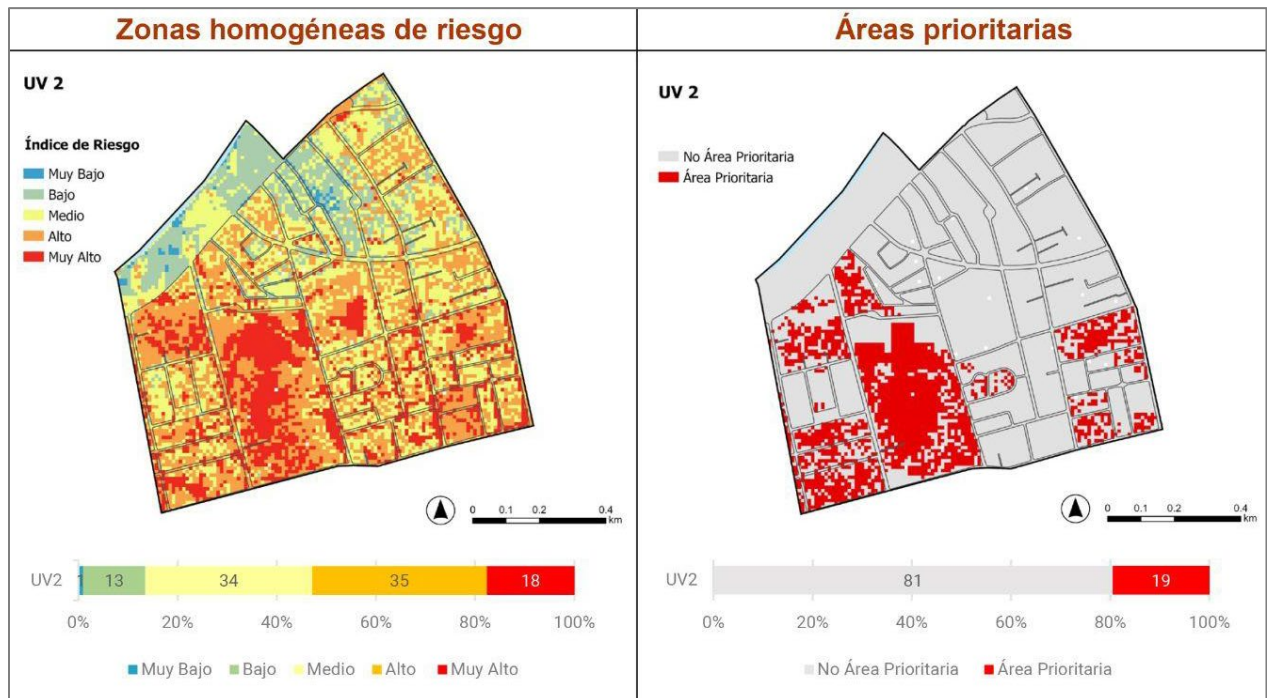 Zonas homogéneas de riesgo
UV 2
Índice de Riesgo
Muy Bajo
Bajo
Medio
Alto
Muy Alto
0 0.1 0.2 0.4
km
UV2 1 13 34 35 18
0% 20% 40% 60% 80% 100%
Muy Bajo Bajo Medio Alto Muy Alto
Áreas prioritarias
UV 2
No Área Prioritaria
Área Prioritaria
0 0.1 0.2 0.4
km
UV2 81 19
0% 20% 40% 60% 80% 100%
No Área Prioritaria Área Prioritaria